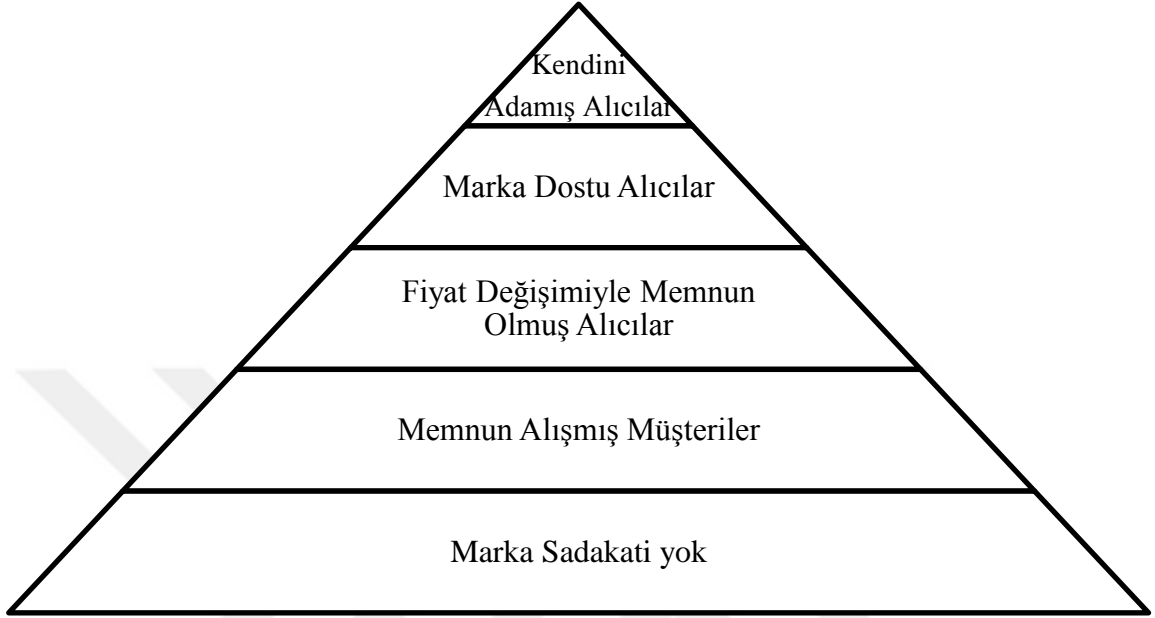 Kendini
Adamış Alıcılar
Marka Dostu Alıcılar
Fiyat Değişimiyle Memnun
Olmuş Alıcılar
Memnun Alışmış Müşteriler
Marka Sadakati yok